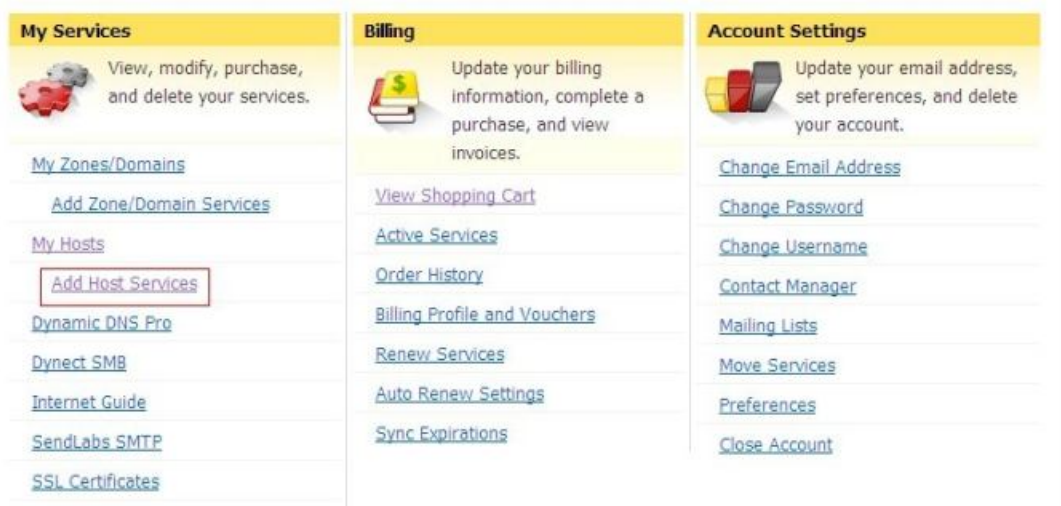 My Services
View, modify, purchase,
and delete your services.
My Zones/Domains
Add Zone/Domain Services
My Hosts
Add Host Services
Dynamic DNS Pro
Dynect SMB
Internet Guide
SendLabs SMTP
SSL Certificates
Billing
Update your billing
information, complete a
purchase, and view
invoices.
View Shopping Cart
Active Services
Order History
Billing Profile and Vouchers
Renew Services
Auto Renew Settings
Sync Expirations
Account Settings
Update your email address,
set preferences, and delete
your account.
Change Email Address
Change Password
Change Username
Contact Manager
Mailing Lists
Move Services
Preferences
Close Account